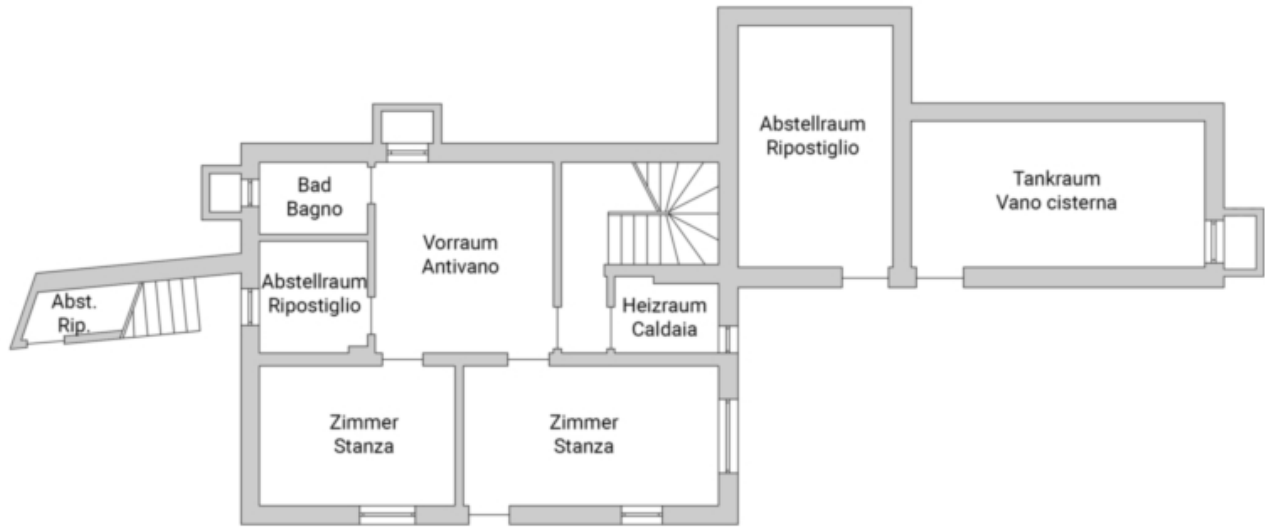 Abstellraum
Ripostiglio
Tankraum
Vano cisterna
Bad
Bagno
Vorraum
Antivano
Abstellraum
Ripostiglio
Abst.
Rip.
Heizraum
Caldaia
Zimmer
Stanza
Zimmer
Stanza